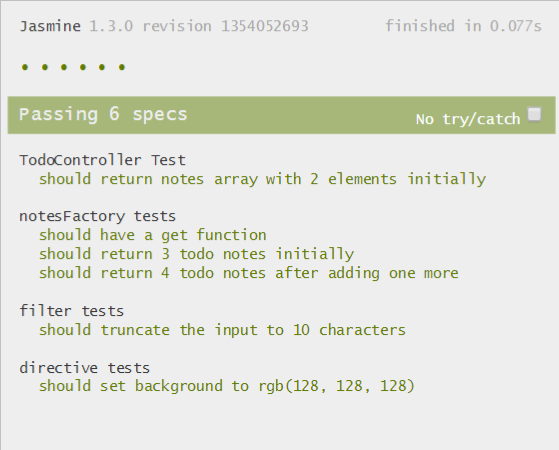 Jasmine 1.3.0 revision 1354052693 finished in 0.077s
Passing 6 specs No try/catch
TodoController Test
should return notes array with 2 elements initially
notesFactory tests
should have a get function
should return 3 todo notes initially
should return 4 todo notes after adding one more
filter tests
should truncate the input to 10 characters
directive tests
should set background to rgb(128, 128, 128)